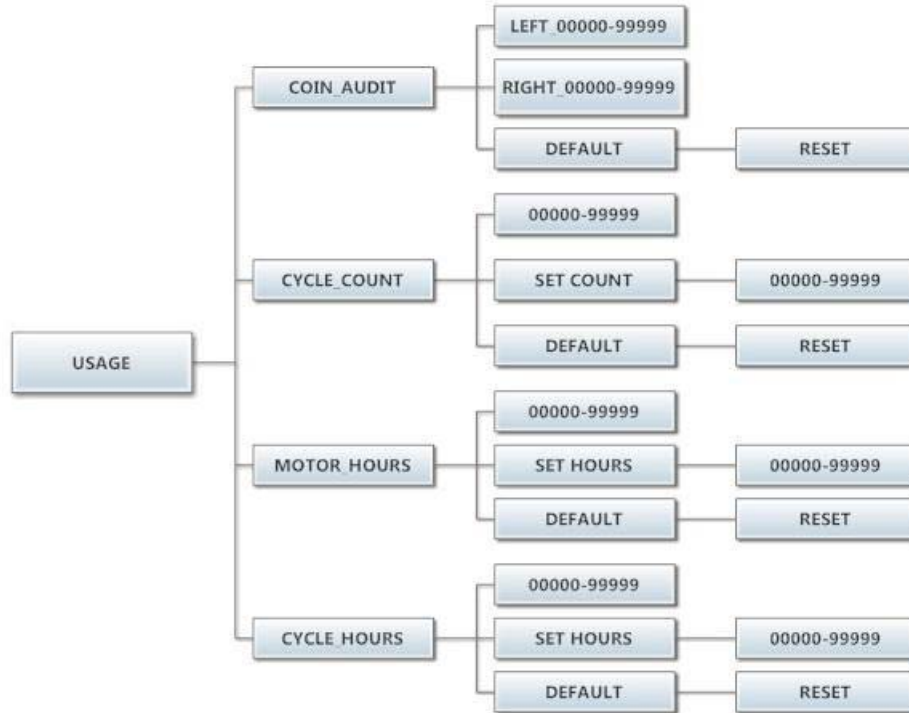 LEFT_00000-99999
COIN_AUDIT
RIGHT_00000-99999
DEFAULT
RESET
00000-99999
CYCLE_COUNT
SET COUNT
00000-99999
DEFAULT
RESET
USAGE
00000-99999
MOTOR_HOURS
SET HOURS
00000-99999
DEFAULT
RESET
00000-99999
CYCLE_HOURS
SET HOURS
00000-99999
DEFAULT
RESET